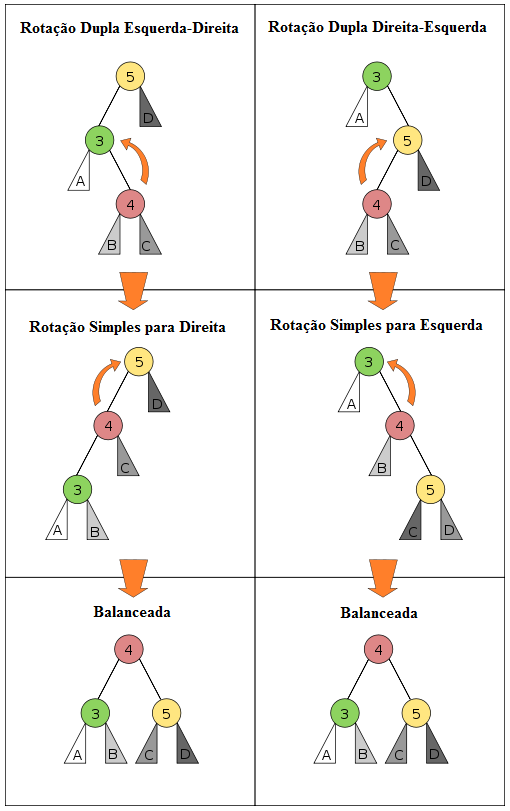 Rotação Dupla Esquerda-Direita
5
D
3
A
4
B C
Rotação Dupla Direita-Esquerda
3
A
5
D
4
B C
Rotação Simples para Direita
5
D
4
C
3
A B
Rotação Simples para Esquerda
3
A
4
B
5
C D
Balanceada
4
3 5
A B C D
Balanceada
4
3 5
A B C D